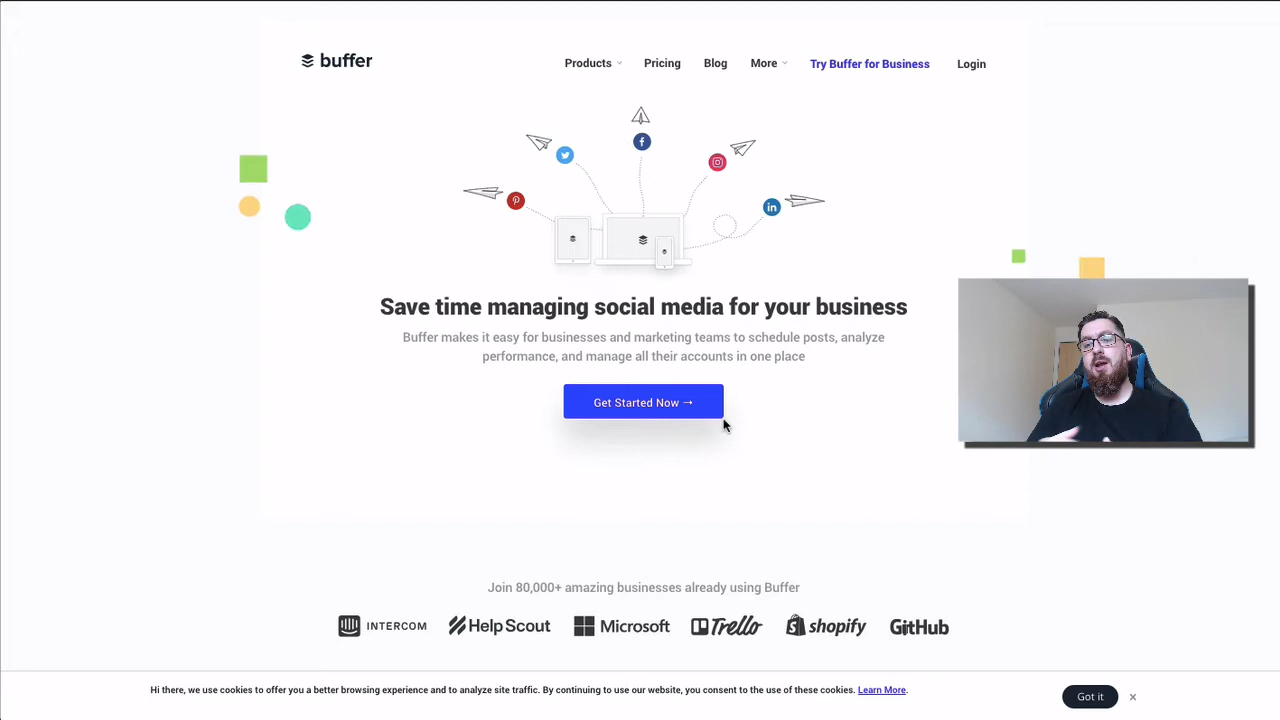 buffer
Products
Pricing
Blog
More
Try Buffer for Business
Login
Save time managing social media for your business
Buffer makes it easy for businesses and marketing teams to schedule posts, analyze
performance, and manage all their accounts in one place
Get Started Now →
Join 80,000+ amazing businesses already using Buffer
INTERCOM
Help Scout
Microsoft
Trello
shopify
GitHub
Hi there, we use cookies to offer you a better browsing experience and to analyze site traffic. By continuing to use our website, you consent to the use of these cookies. Learn More.
Got it
×